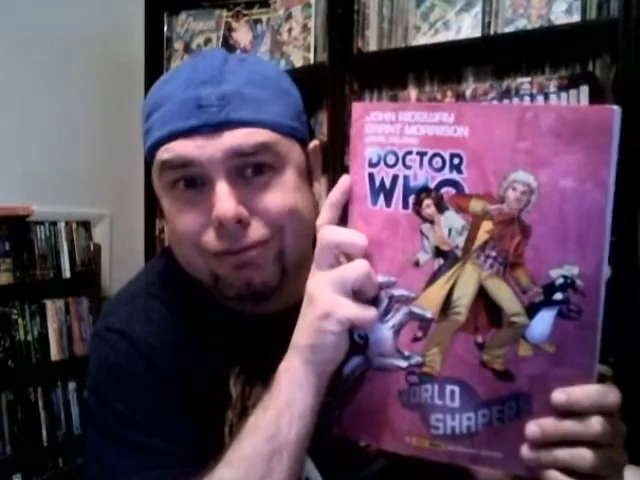 JOHN RIDGWAY
GRANT MORRISON
DOCTOR
WHO
WORLD
SHAPERS